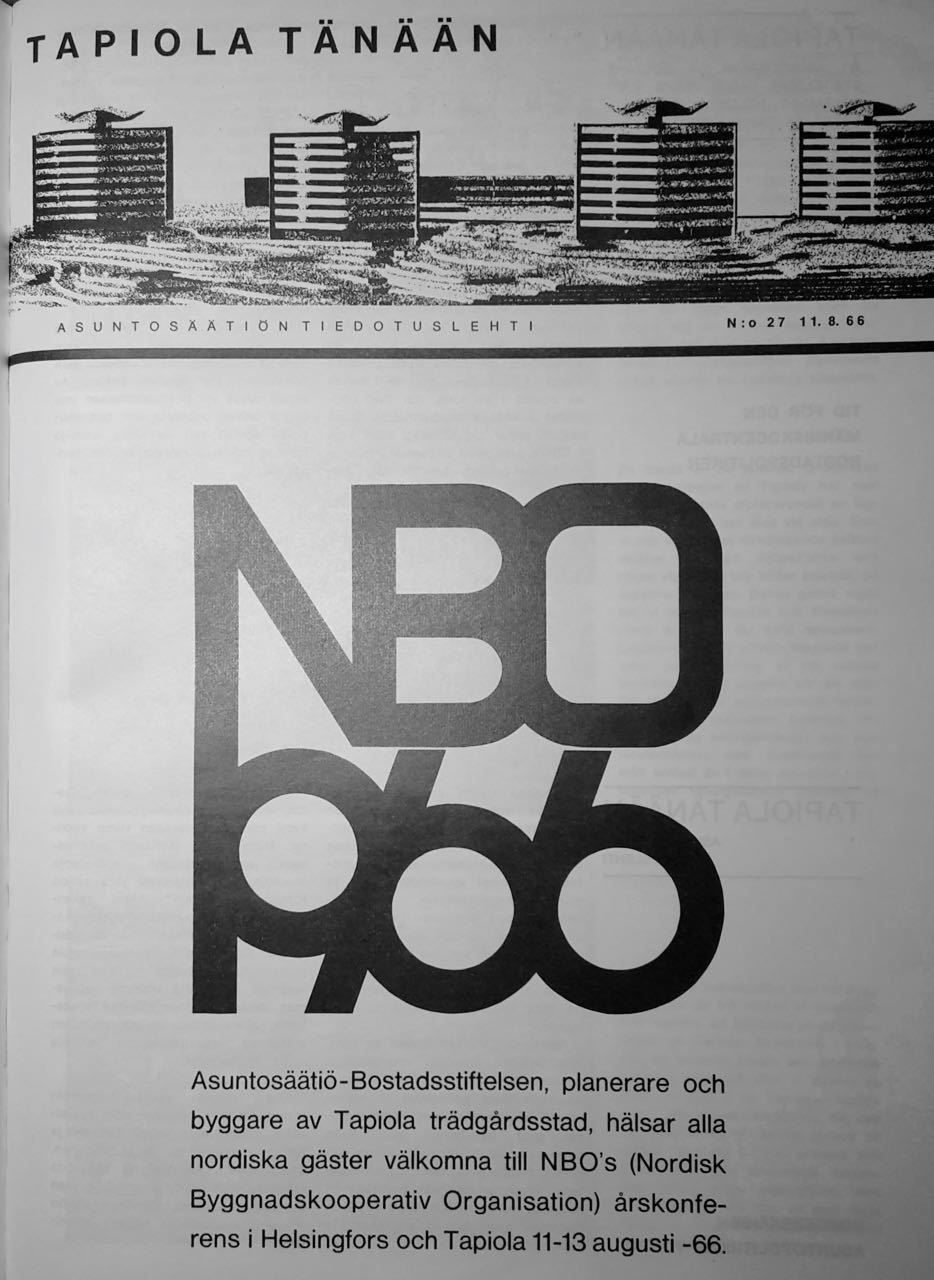 TAPIOLA TÄNÄÄN
ASUNTOSÄÄTIÖN TIEDOTUSLEHTI
N:o 27 11. 8. 66
NBO
1966
Asuntosäätiö-Bostadsstiftelsen, planerare och
byggare av Tapiola trädgårdsstad, hälsar alla
nordiska gäster välkomna till NBO's (Nordisk
Byggnadskooperativ Organisation) årskonfe-
rens i Helsingfors och Tapiola 11-13 augusti -66.